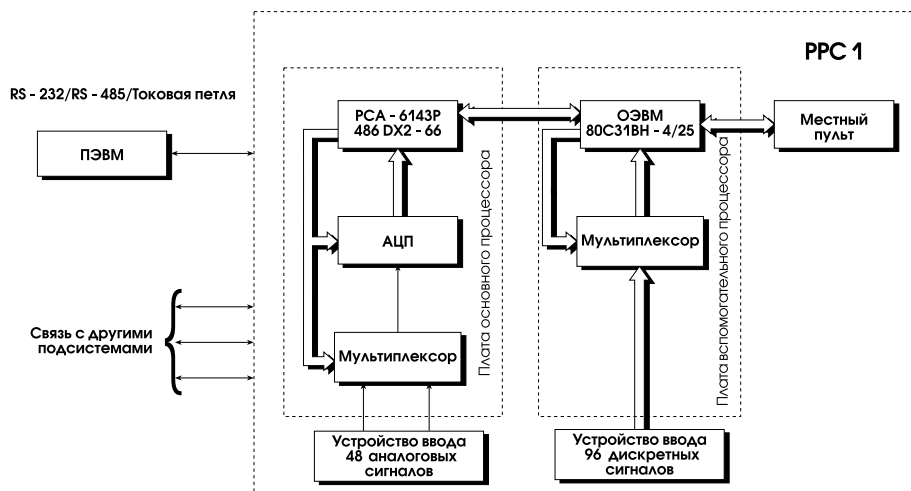 PPC 1
RS - 232/RS - 485/Токовая петля
ПЭВМ
PCA - 6143P
486 DX2 - 66
ОЭВМ
80C31BH - 4/25
Местный
пульт
АЦП
Мультиплексор
Плата основного процессора
Мультиплексор
Плата вспомогательного процессора
Связь с другими
подсистемами
Устройство ввода
48 аналоговых
сигналов
Устройство ввода
96 дискретных
сигналов